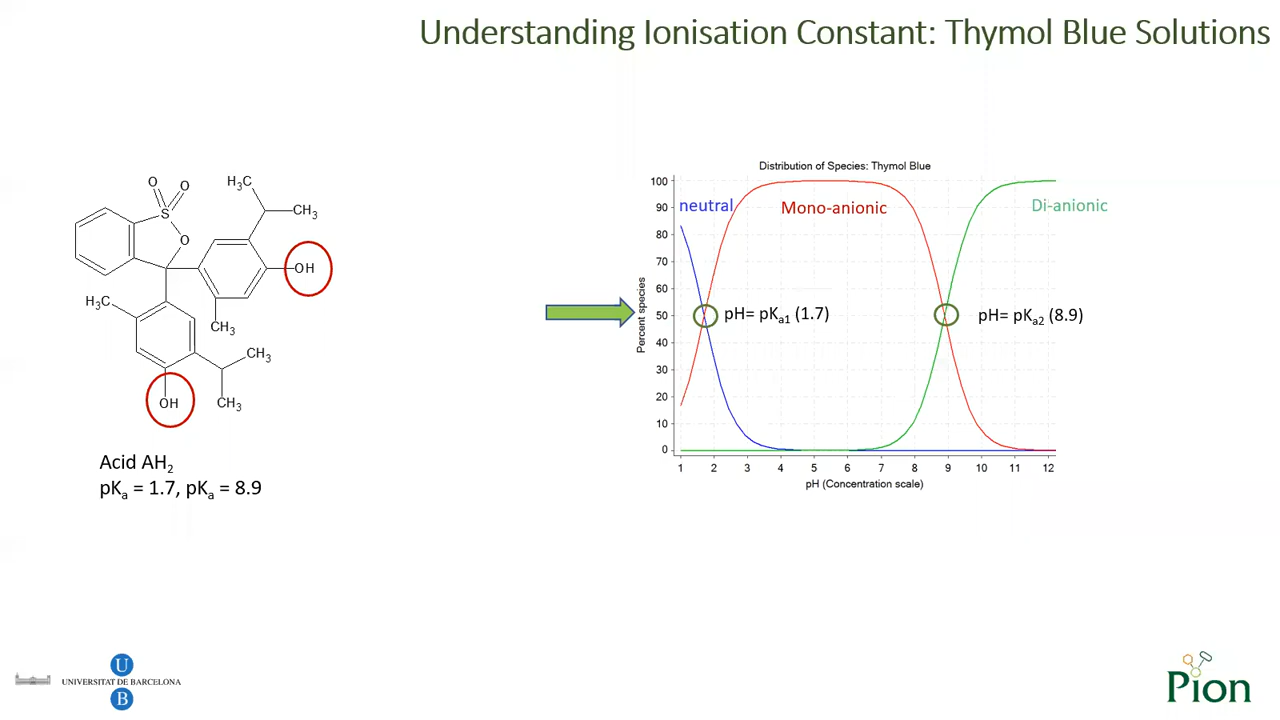 Understanding Ionisation Constant: Thymol Blue Solutions
O
O
S
O
H₃C
CH₃
OH
H₃C
CH₃
CH₃
CH₃
OH
Acid AH₂
pKₐ = 1.7, pKₐ = 8.9
Distribution of Species: Thymol Blue
Percent species
100
90
80
70
60
50
40
30
20
10
0
neutral
Mono-anionic
Di-anionic
pH= pKₐ₁ (1.7)
pH= pKₐ₂ (8.9)
1 2 3 4 5 6 7 8 9 10 11 12
pH (Concentration scale)
U
UNIVERSITAT DE BARCELONA
B
Pion